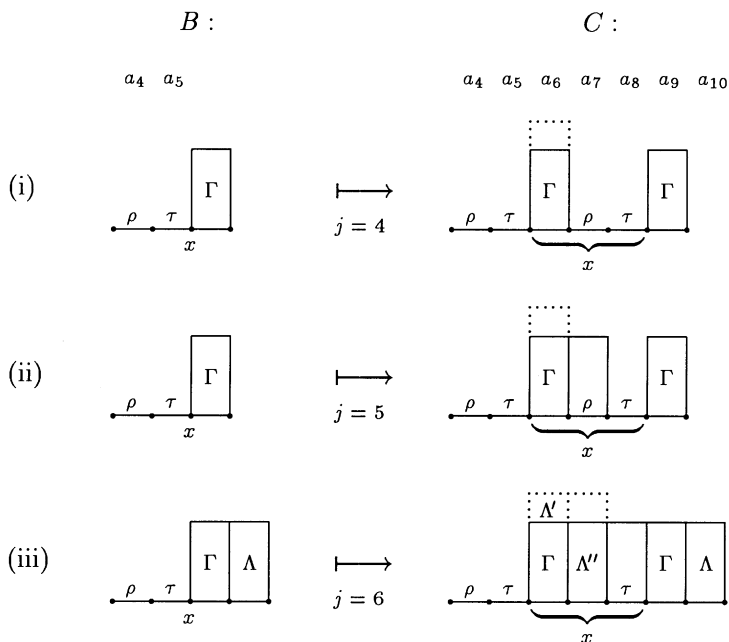 B : C :
a₄ a₅ a₆ a₇ a₈ a₉ a₁₀
a₄ a₅
(i) ρ τ Γ x j = 4 ρ τ Γ ρ τ Γ x
(ii) ρ τ Γ x j = 5 ρ τ Γ ρ τ Γ x
(iii) ρ τ Γ Λ x j = 6 ρ τ Λ′ Γ Λ″ τ Γ Λ x